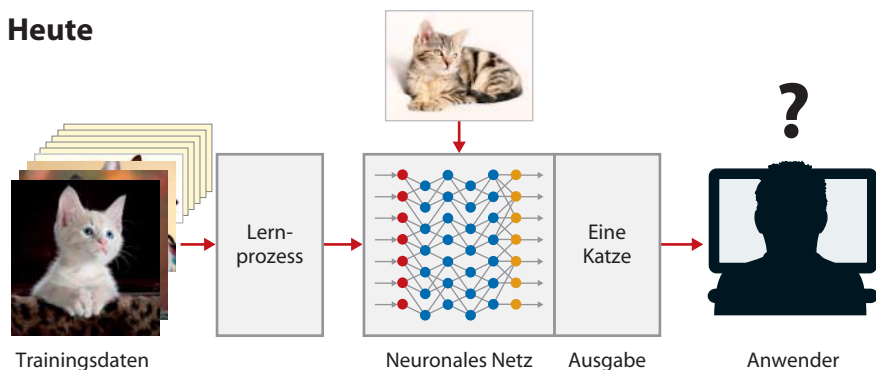 Heute
?
Lern-
prozess
Eine
Katze
Trainingsdaten
Neuronales Netz
Ausgabe
Anwender